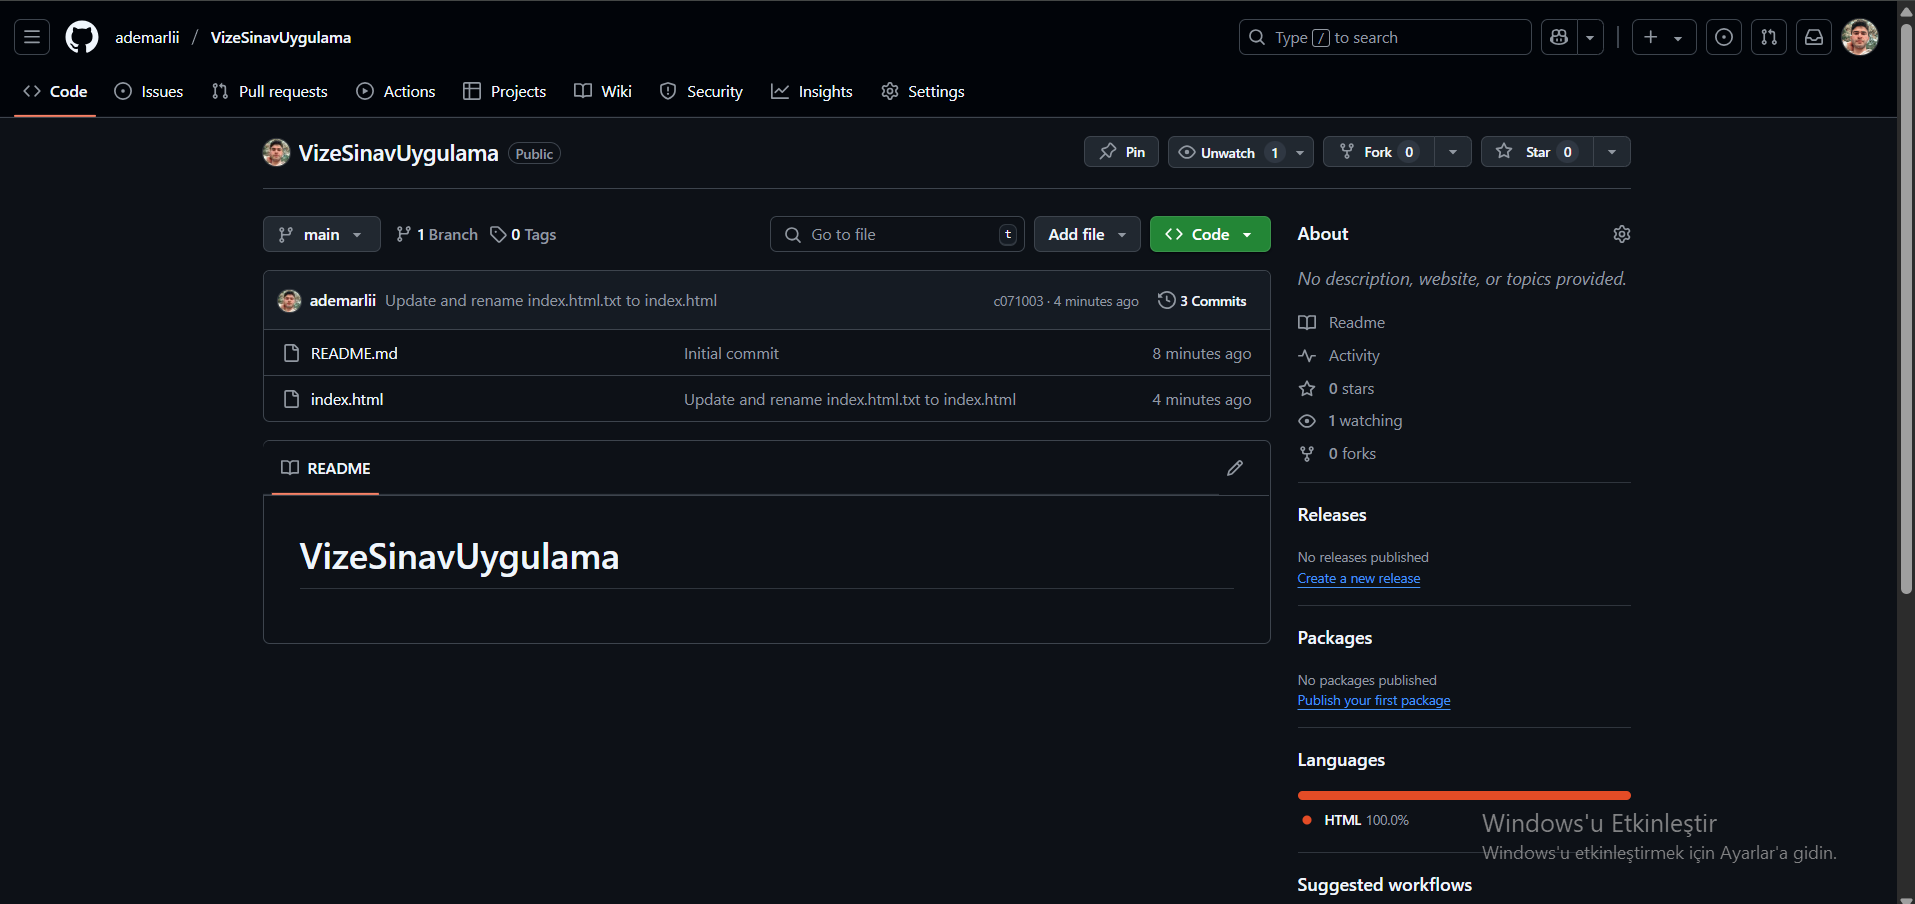 ademarlii / VizeSinavUygulama
Type / to search
Code Issues Pull requests Actions Projects Wiki Security Insights Settings
VizeSinavUygulama Public
Pin Unwatch 1 Fork 0 Star 0
main 1 Branch 0 Tags Go to file t Add file Code
ademarlii Update and rename index.html.txt to index.html c071003 · 4 minutes ago 3 Commits
README.md Initial commit 8 minutes ago
index.html Update and rename index.html.txt to index.html 4 minutes ago
README
VizeSinavUygulama
About
No description, website, or topics provided.
Readme
Activity
0 stars
1 watching
0 forks
Releases
No releases published
Create a new release
Packages
No packages published
Publish your first package
Languages
HTML 100.0%
Windows'u Etkinleştir
Windows'u etkinleştirmek için Ayarlar'a gidin.
Suggested workflows